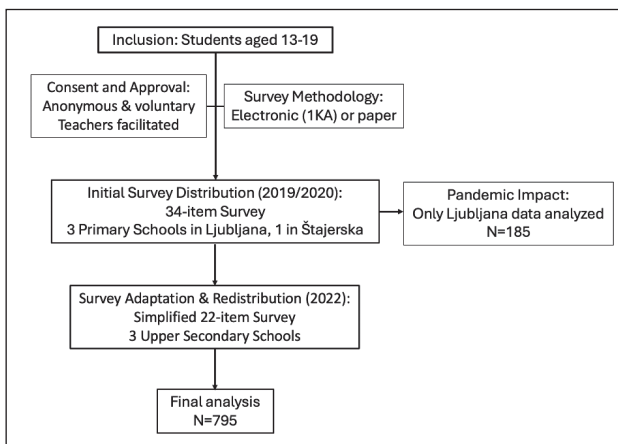 Inclusion: Students aged 13-19
Consent and Approval:
Anonymous & voluntary
Teachers facilitated
Survey Methodology:
Electronic (1KA) or paper
Initial Survey Distribution (2019/2020):
34-item Survey
3 Primary Schools in Ljubljana, 1 in Štajerska
Pandemic Impact:
Only Ljubljana data analyzed
N=185
Survey Adaptation & Redistribution (2022):
Simplified 22-item Survey
3 Upper Secondary Schools
Final analysis
N=795